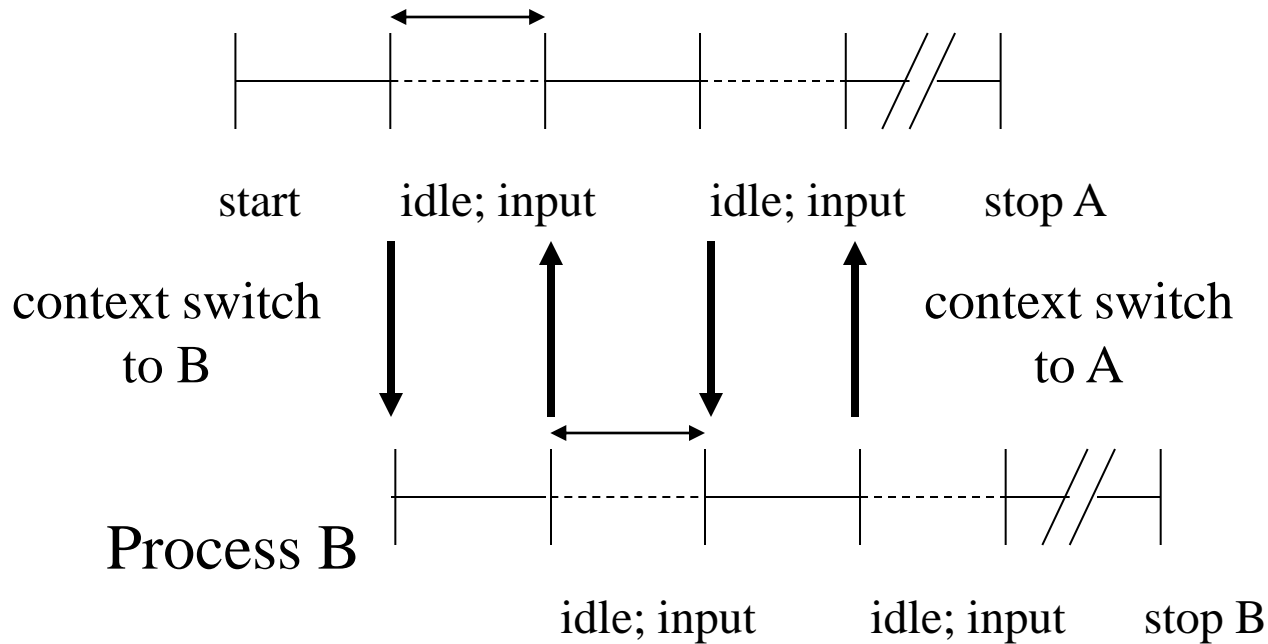 start idle; input idle; input stop A
context switch
to B
context switch
to A
Process B
idle; input idle; input stop B